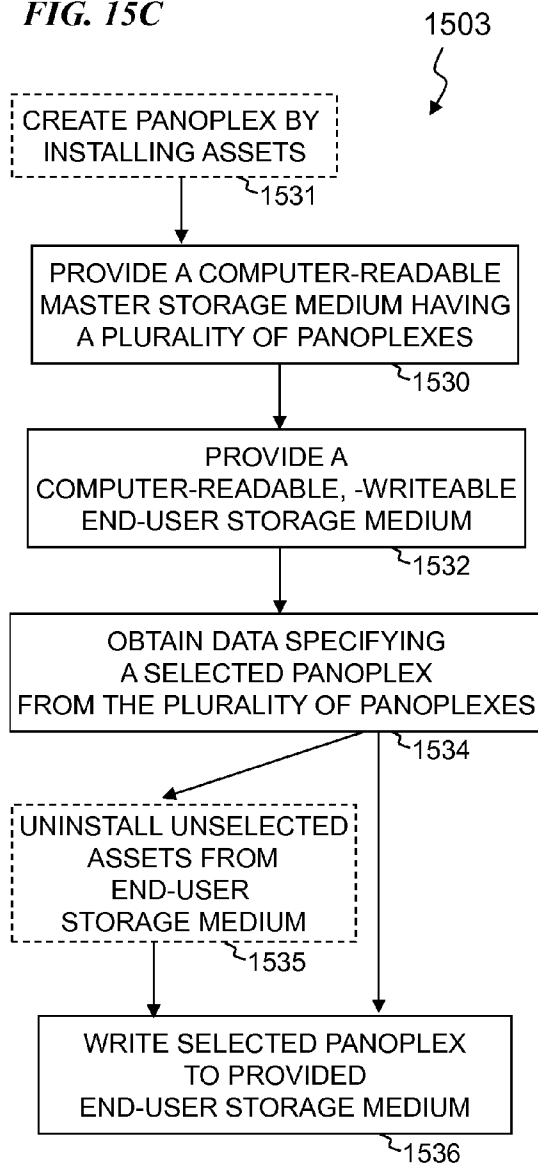 FIG. 15C
1503
CREATE PANOPLEX BY
INSTALLING ASSETS
1531
PROVIDE A COMPUTER-READABLE
MASTER STORAGE MEDIUM HAVING
A PLURALITY OF PANOPLEXES
1530
PROVIDE A
COMPUTER-READABLE, -WRITEABLE
END-USER STORAGE MEDIUM
1532
OBTAIN DATA SPECIFYING
A SELECTED PANOPLEX
FROM THE PLURALITY OF PANOPLEXES
1534
UNINSTALL UNSELECTED
ASSETS FROM
END-USER
STORAGE MEDIUM
1535
WRITE SELECTED PANOPLEX
TO PROVIDED
END-USER STORAGE MEDIUM
1536